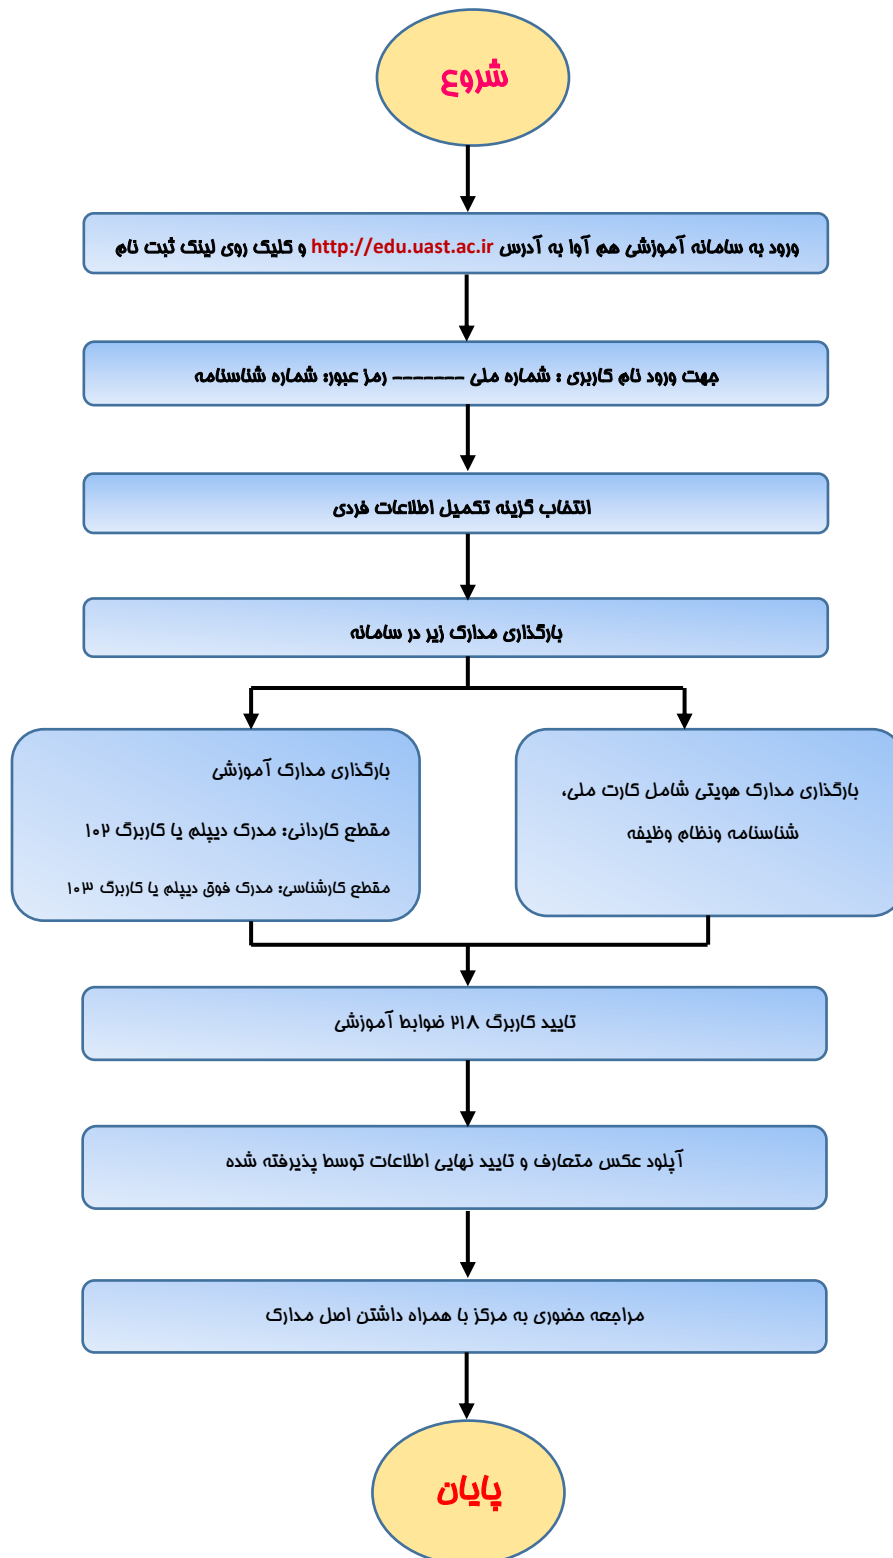 شروع
ورود به سامانه آموزشی هم آوا به آدرس http://edu.uast.ac.ir و کلیک روی لینک ثبت نام
جهت ورود نام کاربری : شماره ملی ------- رمز عبور: شماره شناسنامه
انتخاب گزینه تکمیل اطلاعات فردی
بارگذاری مدارک زیر در سامانه
بارگذاری مدارک هویتی شامل کارت ملی،
شناسنامه ونظام وظیفه
بارگذاری مدارک آموزشی
مقطع کاردانی: مدرک دیپلم یا کاربرگ ۱۰۲
مقطع کارشناسی: مدرک فوق دیپلم یا کاربرگ ۱۰۳
تایید کاربرگ ۲۱۸ ضوابط آموزشی
آپلود عکس متعارف و تایید نهایی اطلاعات توسط پذیرفته شده
مراجعه حضوری به مرکز با همراه داشتن اصل مدارک
پایان